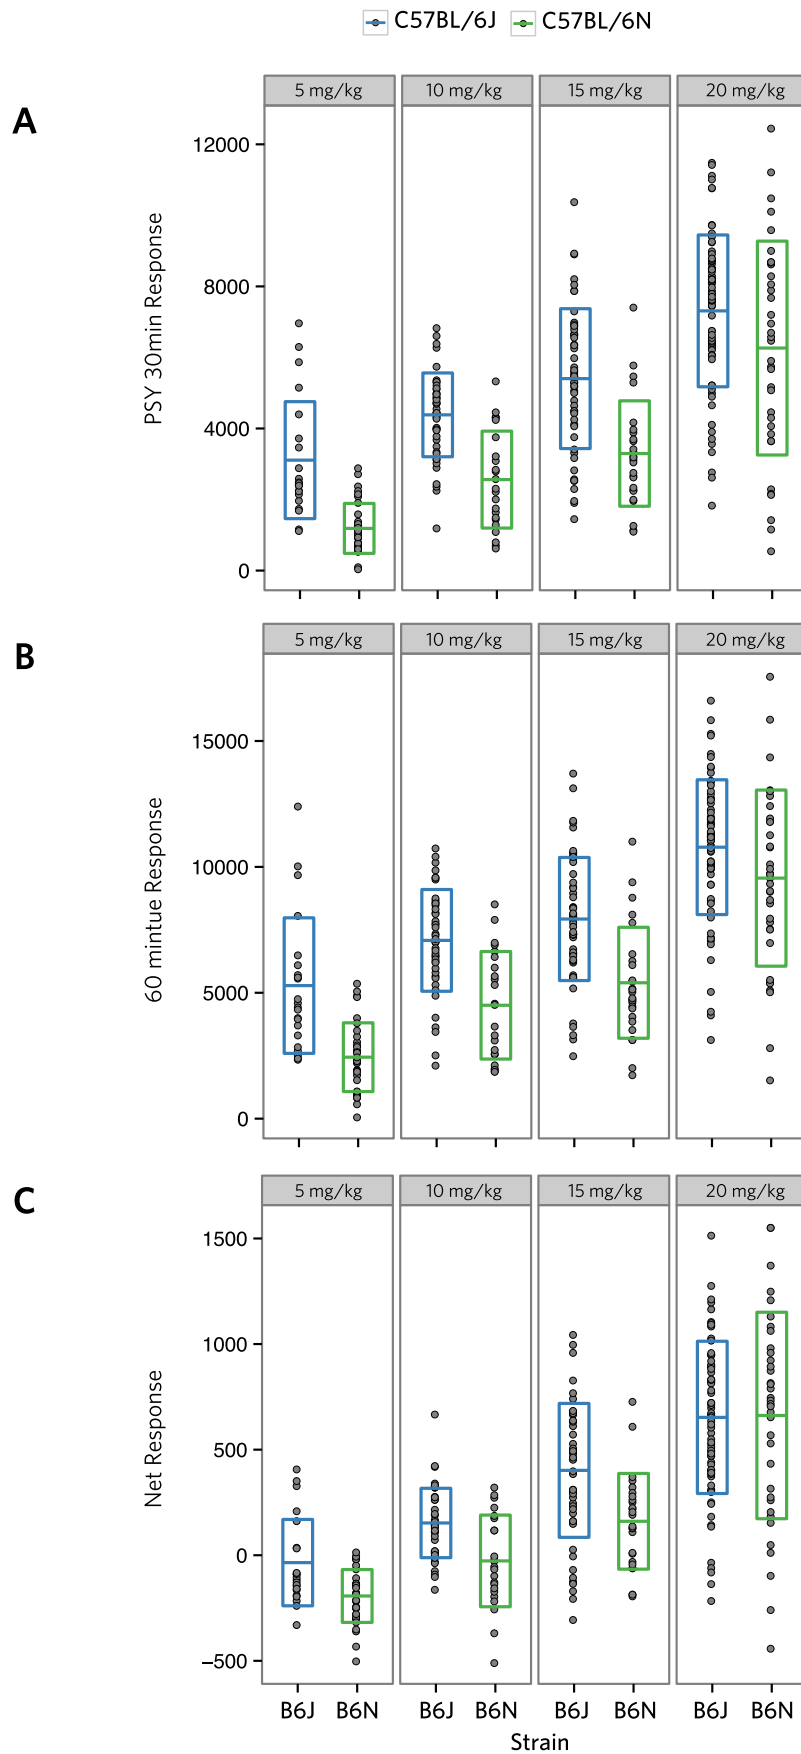 C57BL/6J C57BL/6N
A
5 mg/kg 10 mg/kg 15 mg/kg 20 mg/kg
PSY 30min Response
12000
8000
4000
0
B
5 mg/kg 10 mg/kg 15 mg/kg 20 mg/kg
60 mintue Response
15000
10000
5000
0
C
5 mg/kg 10 mg/kg 15 mg/kg 20 mg/kg
Net Response
1500
1000
500
0
−500
B6J B6N B6J B6N B6J B6N B6J B6N
Strain